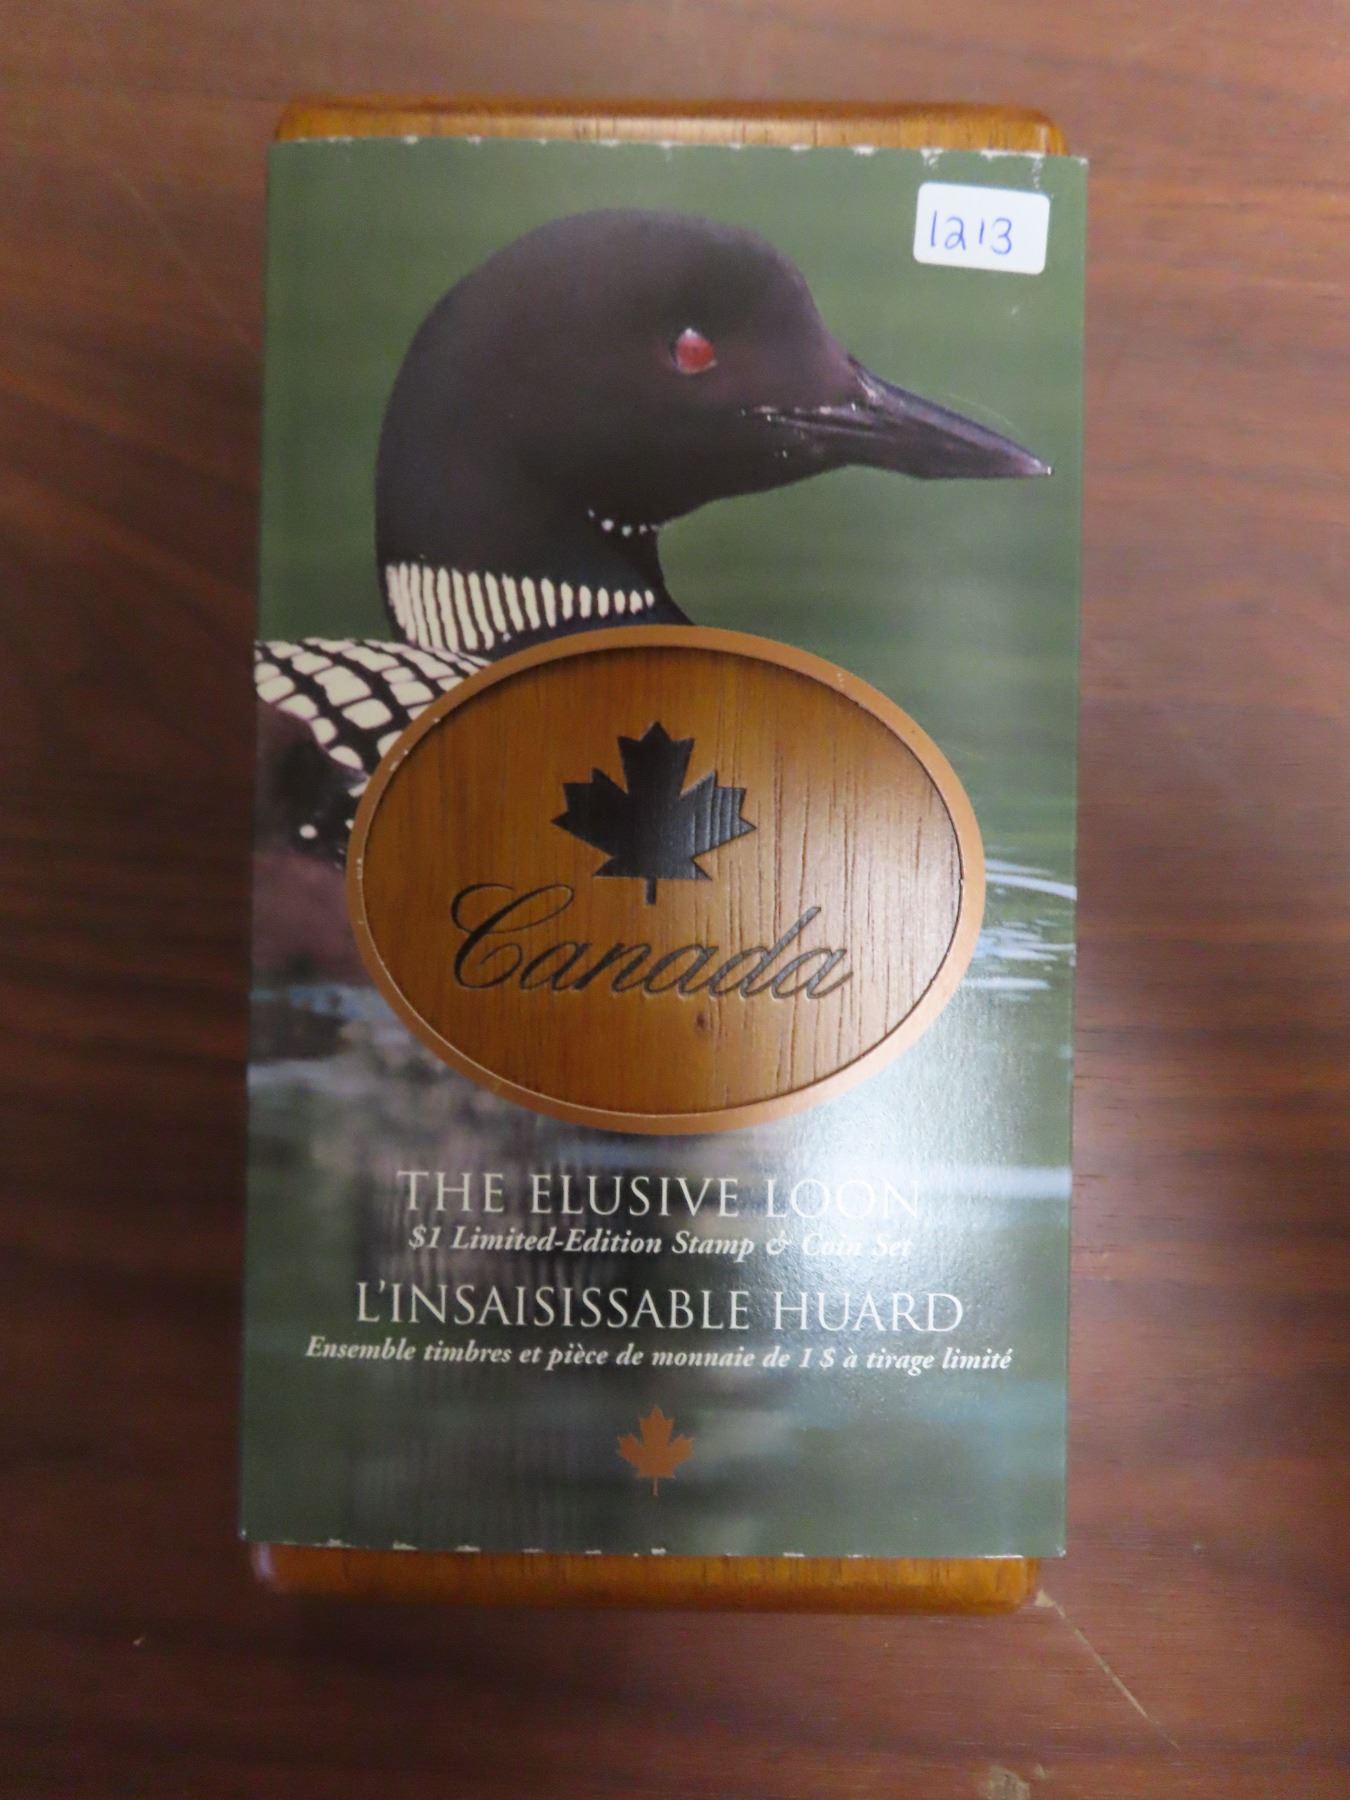 1213
Canada
THE ELUSIVE LOON
$1 Limited-Edition Stamp & Coin Set
L'INSAISISSABLE HUARD
Ensemble timbres et pièce de monnaie de 1 $ à tirage limité